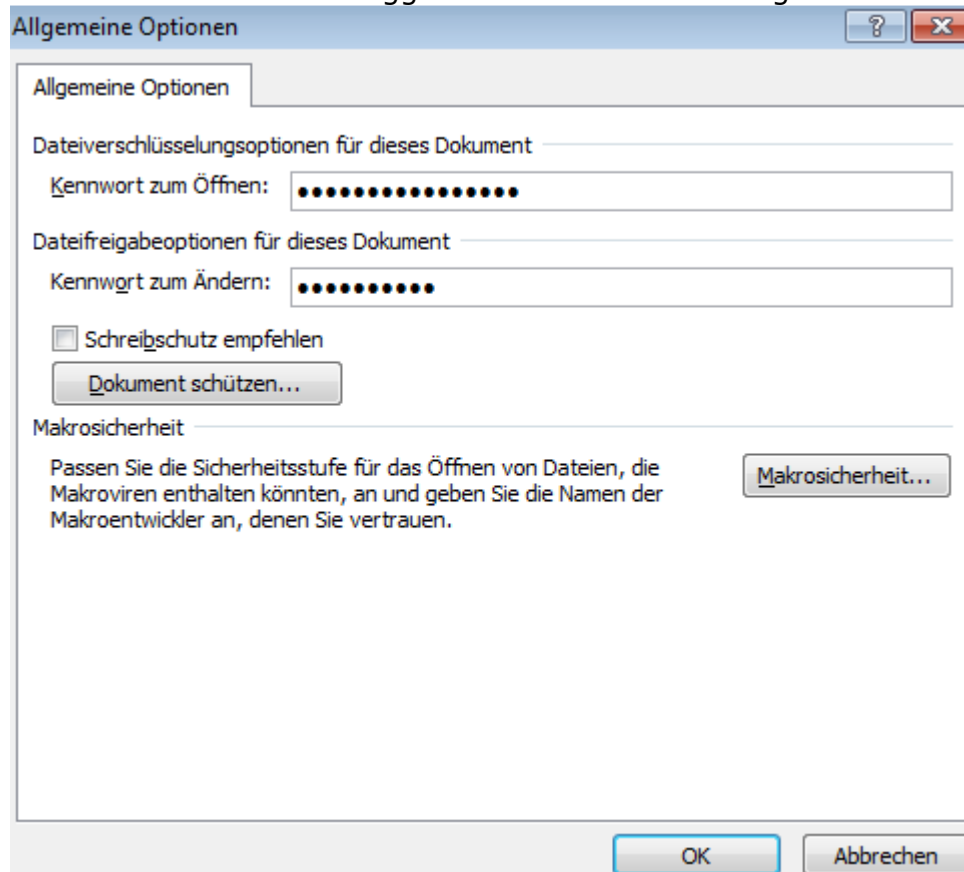 Allgemeine Optionen
Allgemeine Optionen
Dateiverschlüsselungsoptionen für dieses Dokument
Kennwort zum Öffnen: ••••••••••••••••
Dateifreigabeoptionen für dieses Dokument
Kennwort zum Ändern: ••••••••••
Schreibschutz empfehlen
Dokument schützen...
Makrosicherheit
Passen Sie die Sicherheitsstufe für das Öffnen von Dateien, die
Makroviren enthalten könnten, an und geben Sie die Namen der
Makroentwickler an, denen Sie vertrauen.
Makrosicherheit...
OK Abbrechen